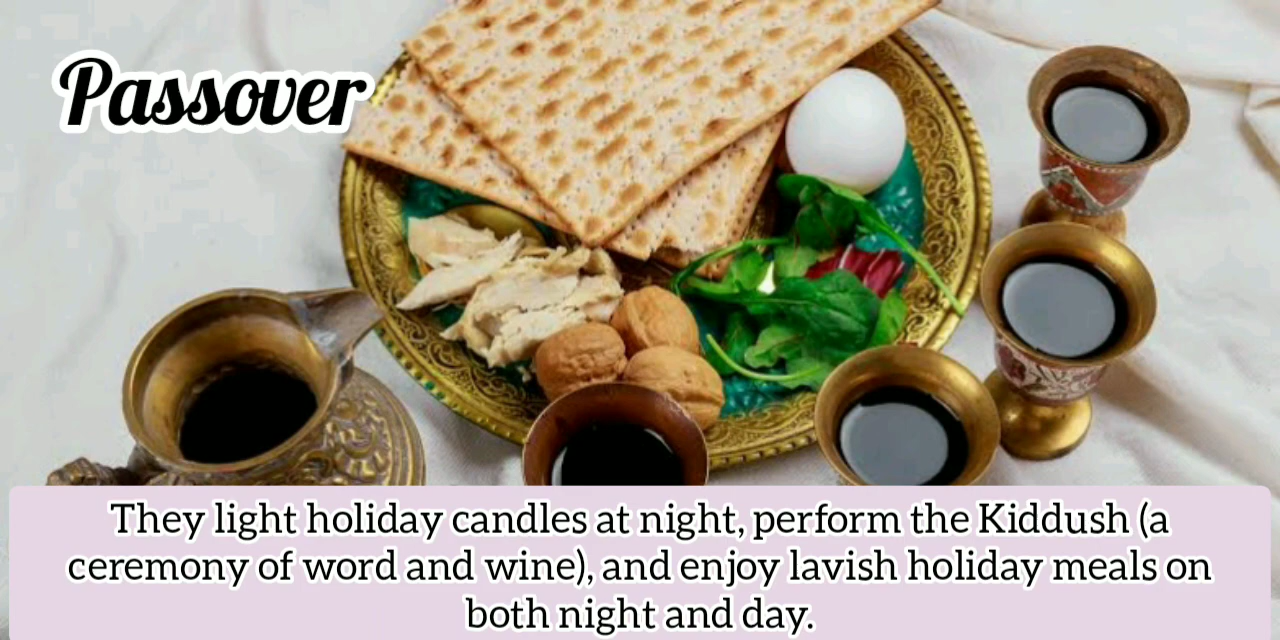 Passover
They light holiday candles at night, perform the Kiddush (a
ceremony of word and wine), and enjoy lavish holiday meals on
both night and day.